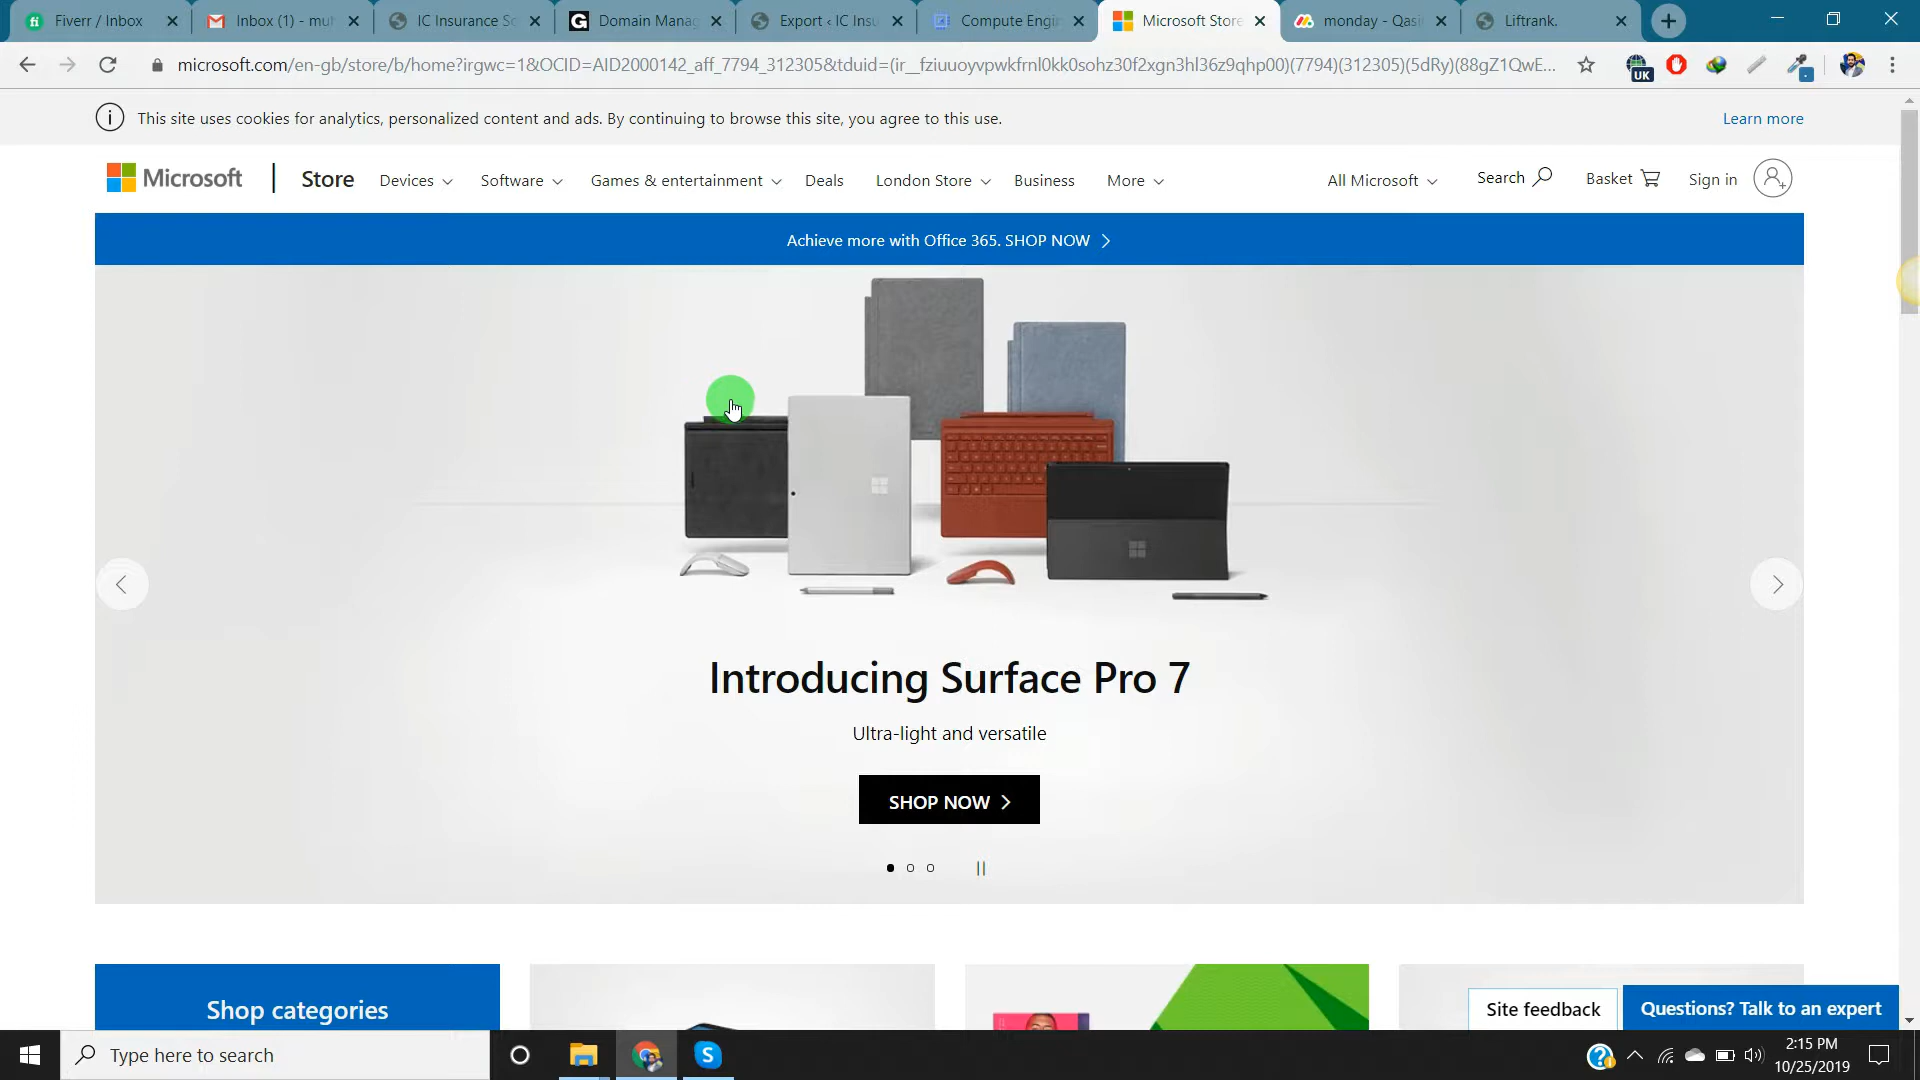 Fiverr / Inbox
Inbox (1) - muh
IC Insurance So
Domain Manag
Export ‹ IC Insu
Compute Engin
Microsoft Store
monday - Qasi
Liftrank.
microsoft.com/en-gb/store/b/home?irgwc=1&OCID=AID2000142_aff_7794_312305&tduid=(ir__fziuuoyvpwkfrnl0kk0sohz30f2xgn3hl36z9qhp00)(7794)(312305)(5dRy)(88gZ1QwE...
UK
This site uses cookies for analytics, personalized content and ads. By continuing to browse this site, you agree to this use.
Learn more
Microsoft
Store
Devices
Software
Games & entertainment
Deals
London Store
Business
More
All Microsoft
Search
Basket
Sign in
Achieve more with Office 365. SHOP NOW
Introducing Surface Pro 7
Ultra-light and versatile
SHOP NOW
Shop categories
Site feedback
Questions? Talk to an expert
Type here to search
2:15 PM
10/25/2019